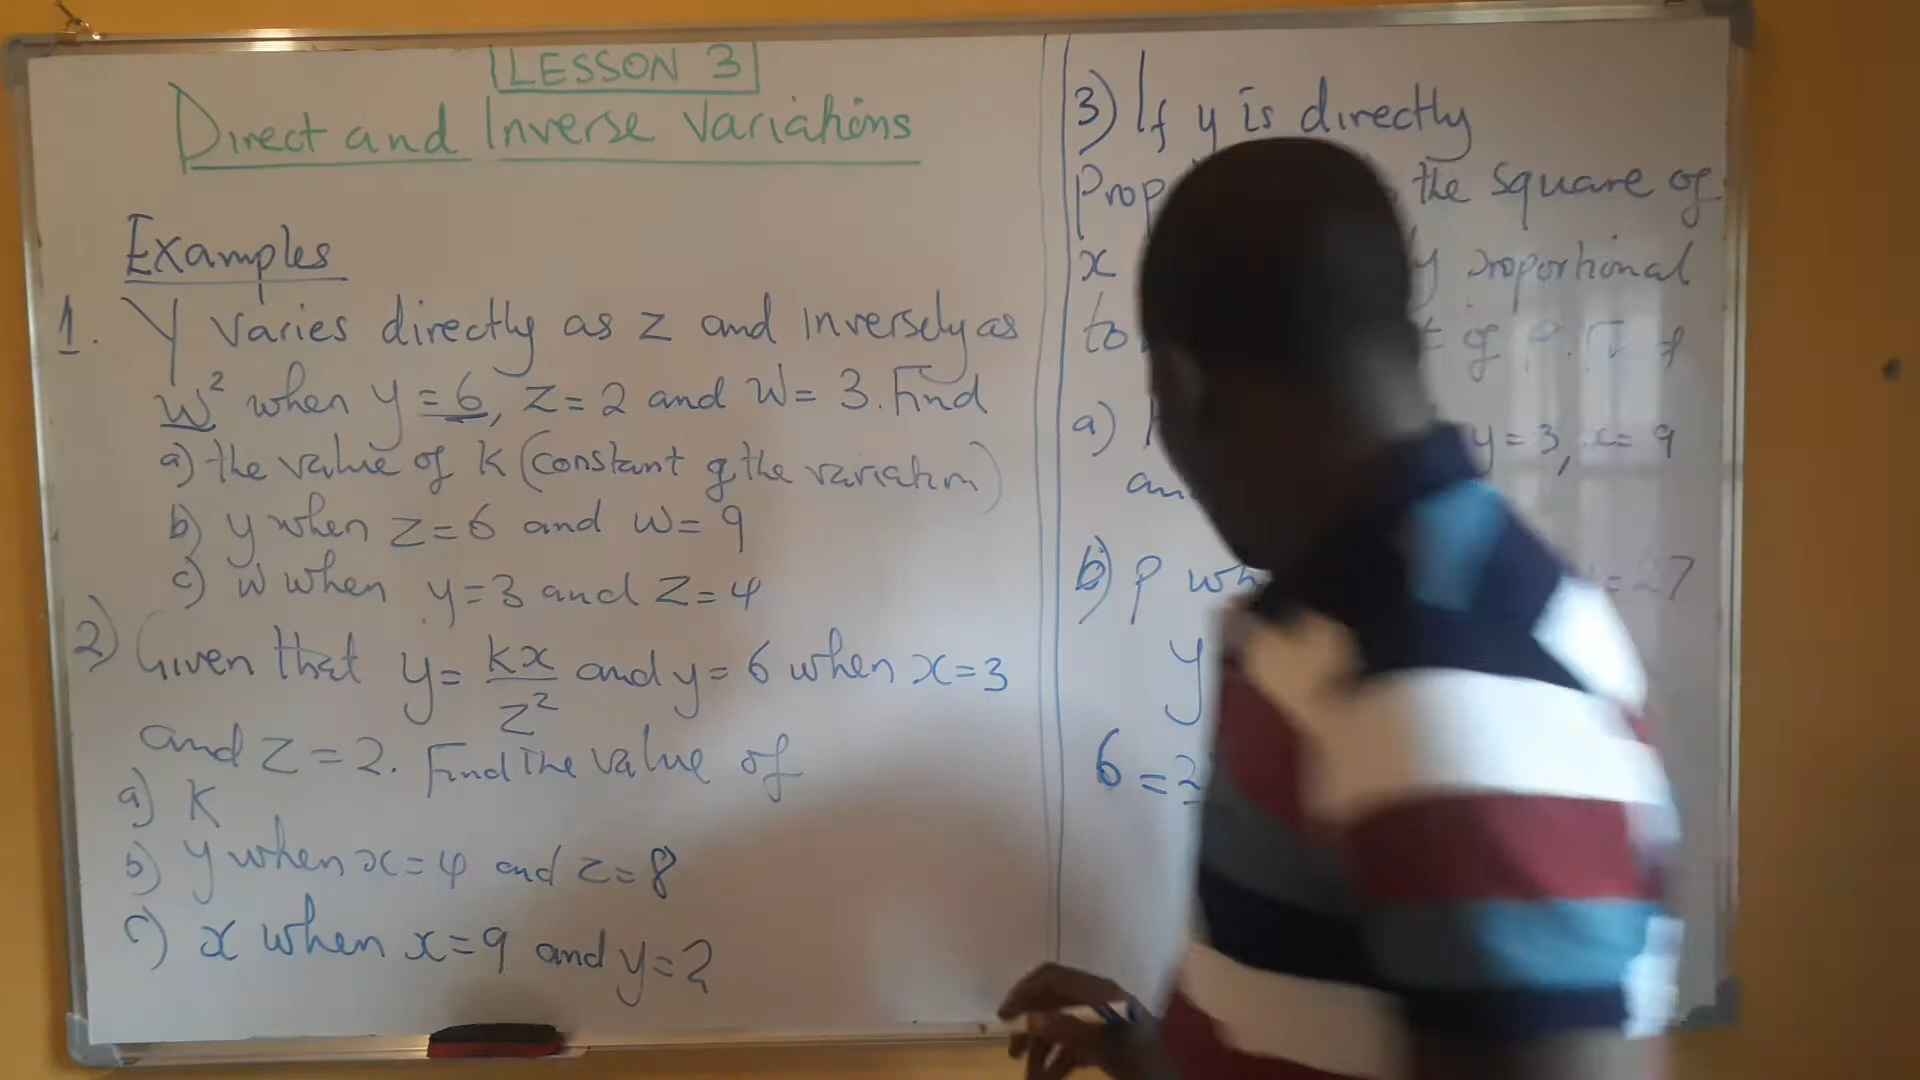 LESSON 3
Direct and Inverse Variations
Examples
1. Y varies directly as z and inversely as
w² when y = 6, z = 2 and w = 3. Find
a) the value of k (constant of the variation)
b) y when z = 6 and w = 9
c) w when y = 3 and z = 4
2) Given that y = kx/z² and y = 6 when x = 3
and z = 2. Find the value of
a) k
b) y when x = 4 and z = 8
c) x when x = 9 and y = 2
3) If y is directly
the square of
x proportional
to of P.
a) y = 3, x = 9
b) P
y
6 = 2